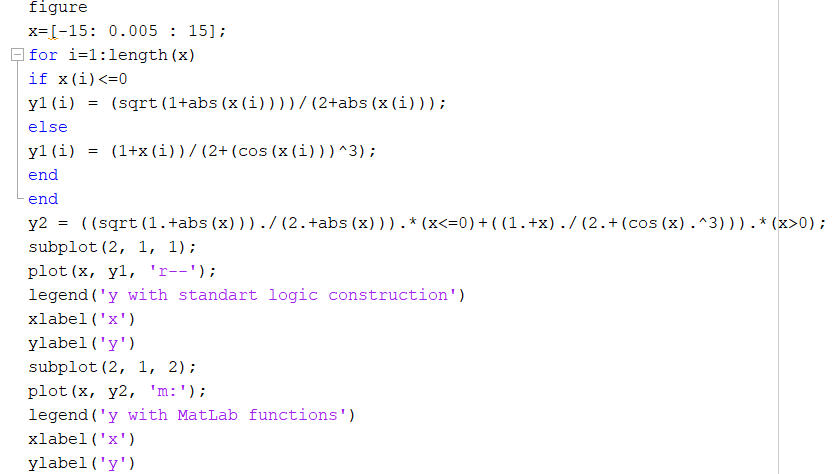 figure
x=[-15: 0.005 : 15];
for i=1:length(x)
if x(i)<=0
y1(i) = (sqrt(1+abs(x(i))))/(2+abs(x(i)));
else
y1(i) = (1+x(i))/(2+(cos(x(i)))^3);
end
end
y2 = ((sqrt(1.+abs(x)))./(2.+abs(x))).*(x<=0)+((1.+x)./(2.+(cos(x).^3))).*(x>0);
subplot(2, 1, 1);
plot(x, y1, 'r--');
legend('y with standart logic construction')
xlabel('x')
ylabel('y')
subplot(2, 1, 2);
plot(x, y2, 'm:');
legend('y with MatLab functions')
xlabel('x')
ylabel('y')